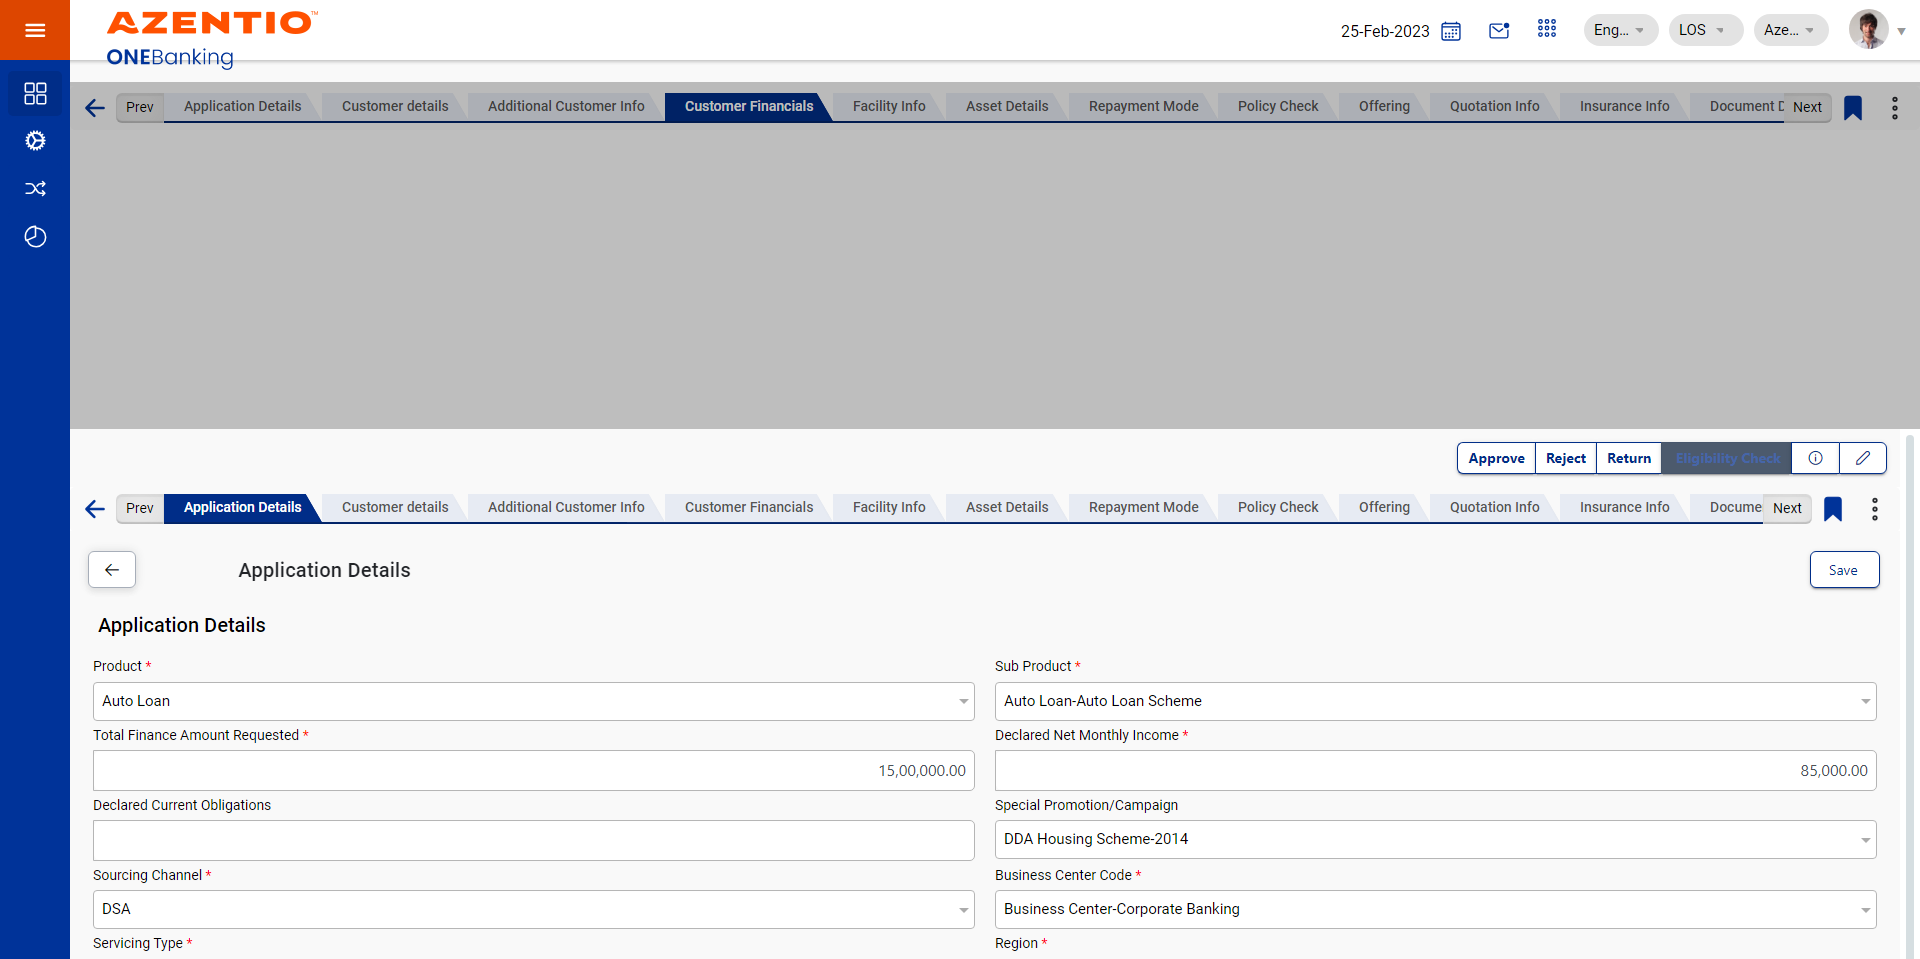 AZENTIO™
ONEBanking
25-Feb-2023
Eng...
LOS
Aze...
Prev
Application Details
Customer details
Additional Customer Info
Customer Financials
Facility Info
Asset Details
Repayment Mode
Policy Check
Offering
Quotation Info
Insurance Info
Document D
Next
Approve
Reject
Return
Eligibility Check
Prev
Application Details
Customer details
Additional Customer Info
Customer Financials
Facility Info
Asset Details
Repayment Mode
Policy Check
Offering
Quotation Info
Insurance Info
Docume
Next
Application Details
Save
Application Details
Product *
Sub Product *
Auto Loan
Auto Loan-Auto Loan Scheme
Total Finance Amount Requested *
Declared Net Monthly Income *
15,00,000.00
85,000.00
Declared Current Obligations
Special Promotion/Campaign
DDA Housing Scheme-2014
Sourcing Channel *
Business Center Code *
DSA
Business Center-Corporate Banking
Servicing Type *
Region *